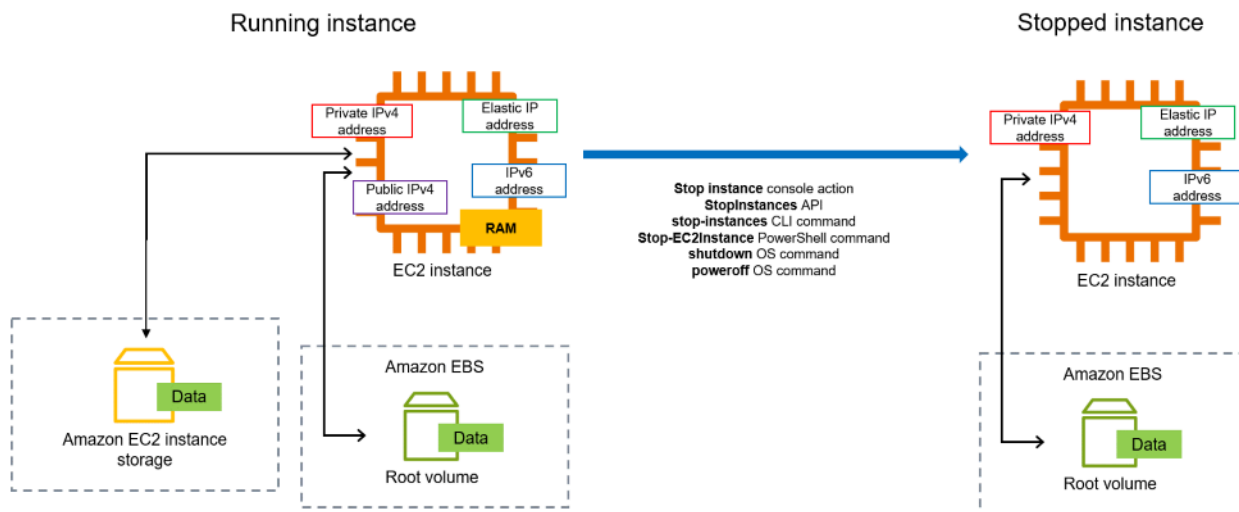 Running instance
Stopped instance
Private IPv4
address
Elastic IP
address
Public IPv4
address
IPv6
address
RAM
EC2 instance
Stop instance console action
StopInstances API
stop-instances CLI command
Stop-EC2Instance PowerShell command
shutdown OS command
poweroff OS command
Private IPv4
address
Elastic IP
address
IPv6
address
EC2 instance
Data
Amazon EC2 instance
storage
Amazon EBS
Data
Root volume
Amazon EBS
Data
Root volume